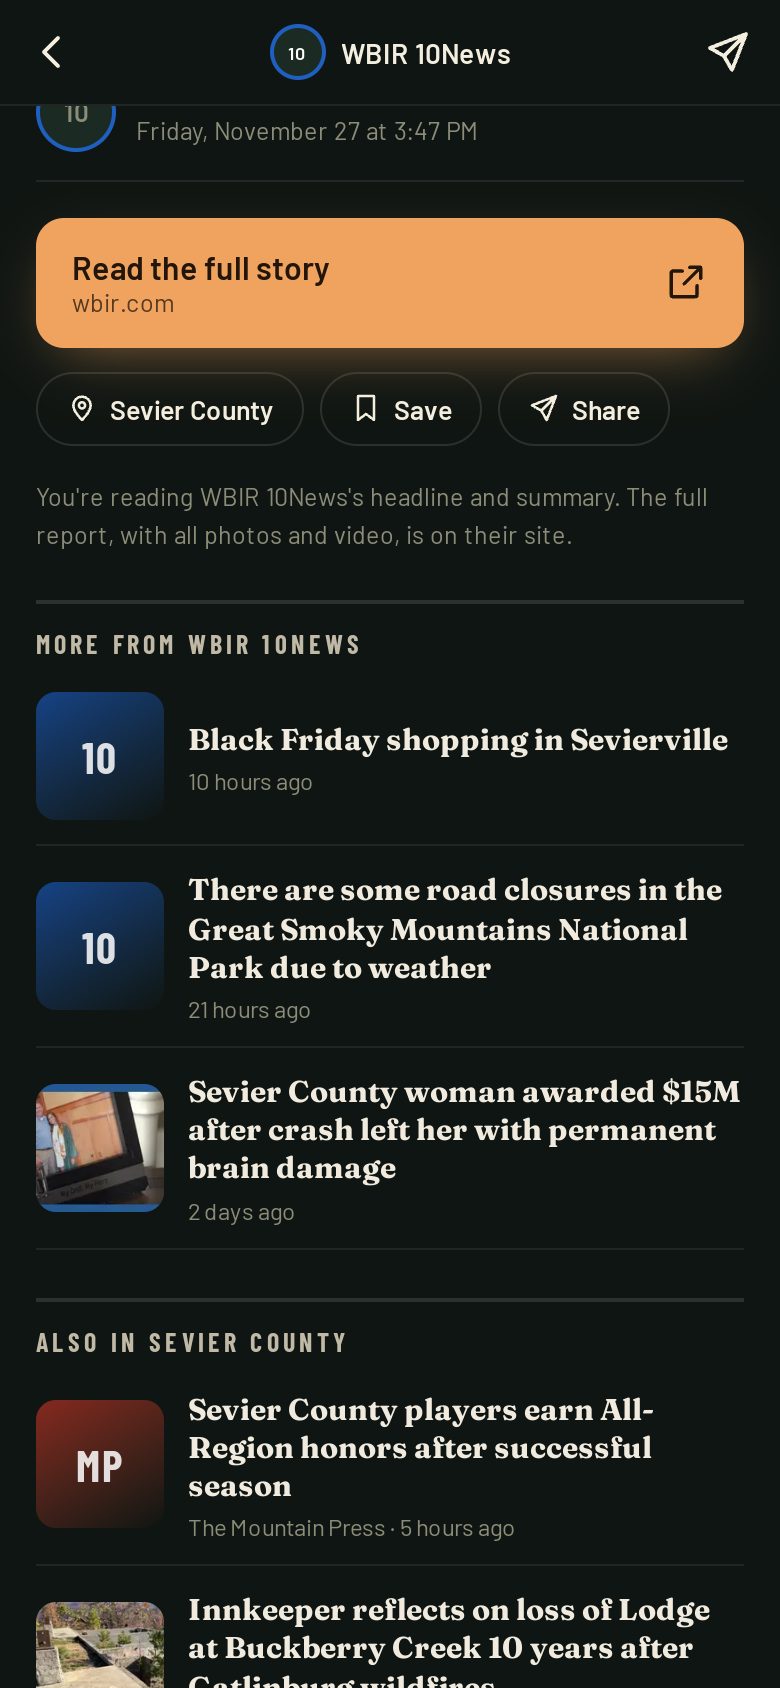 10
WBIR 10News
10
Friday, November 27 at 3:47 PM
Read the full story
wbir.com
Sevier County
Save
Share
You're reading WBIR 10News's headline and summary. The full
report, with all photos and video, is on their site.
MORE FROM WBIR 10NEWS
10
Black Friday shopping in Sevierville
10 hours ago
10
There are some road closures in the
Great Smoky Mountains National
Park due to weather
21 hours ago
Sevier County woman awarded $15M
after crash left her with permanent
brain damage
2 days ago
ALSO IN SEVIER COUNTY
MP
Sevier County players earn All-
Region honors after successful
season
The Mountain Press · 5 hours ago
Innkeeper reflects on loss of Lodge
at Buckberry Creek 10 years after
Gatlinburg wildfires